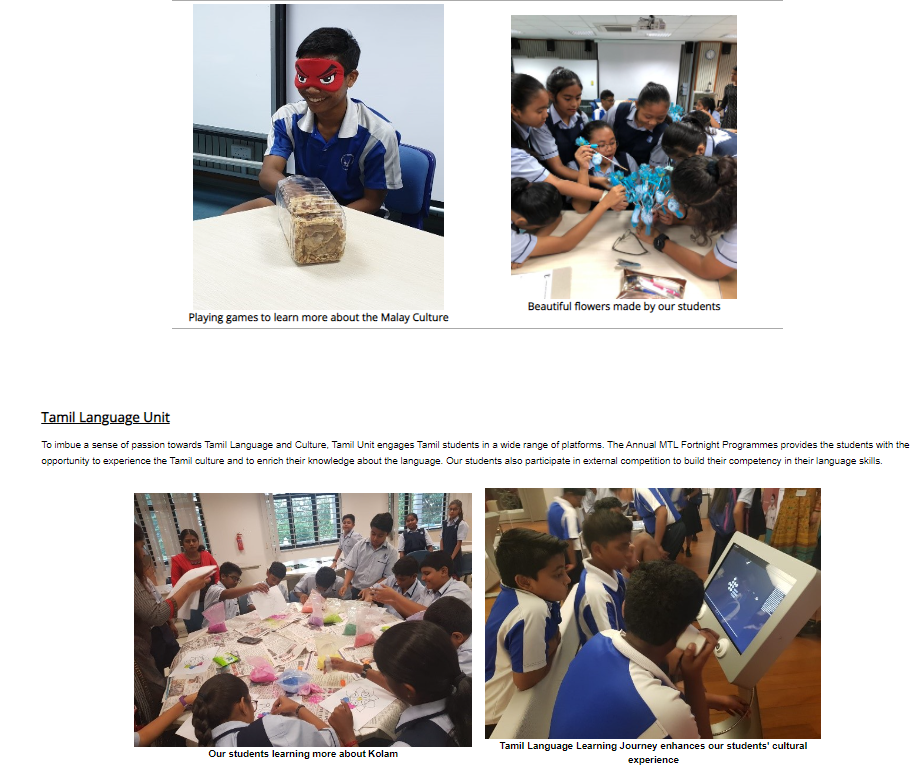 Playing games to learn more about the Malay Culture
Beautiful flowers made by our students
Tamil Language Unit
To imbue a sense of passion towards Tamil Language and Culture, Tamil Unit engages Tamil students in a wide range of platforms. The Annual MTL Fortnight Programmes provides the students with the
opportunity to experience the Tamil culture and to enrich their knowledge about the language. Our students also participate in external competition to build their competency in their language skills.
Our students learning more about Kolam
Tamil Language Learning Journey enhances our students' cultural
experience